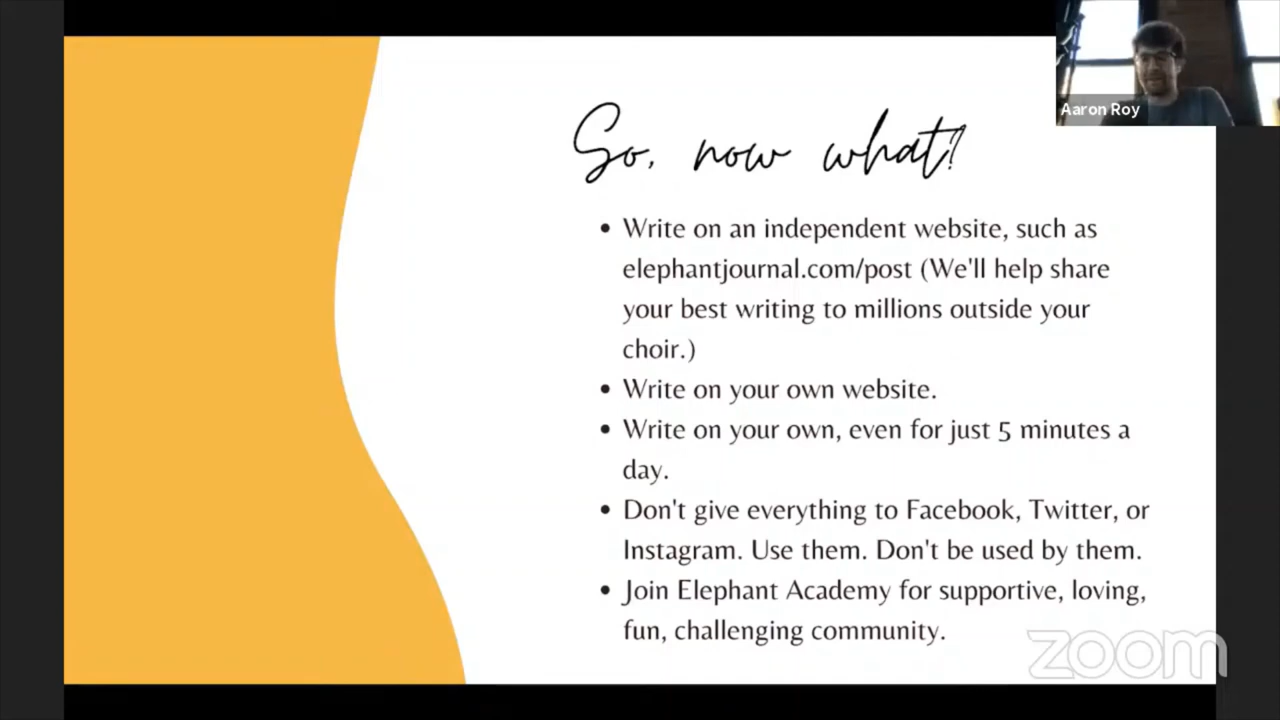 Aaron Roy
So, now what?
• Write on an independent website, such as
elephantjournal.com/post (We'll help share
your best writing to millions outside your
choir.)
• Write on your own website.
• Write on your own, even for just 5 minutes a
day.
• Don't give everything to Facebook, Twitter, or
Instagram. Use them. Don't be used by them.
• Join Elephant Academy for supportive, loving,
fun, challenging community.
zoom